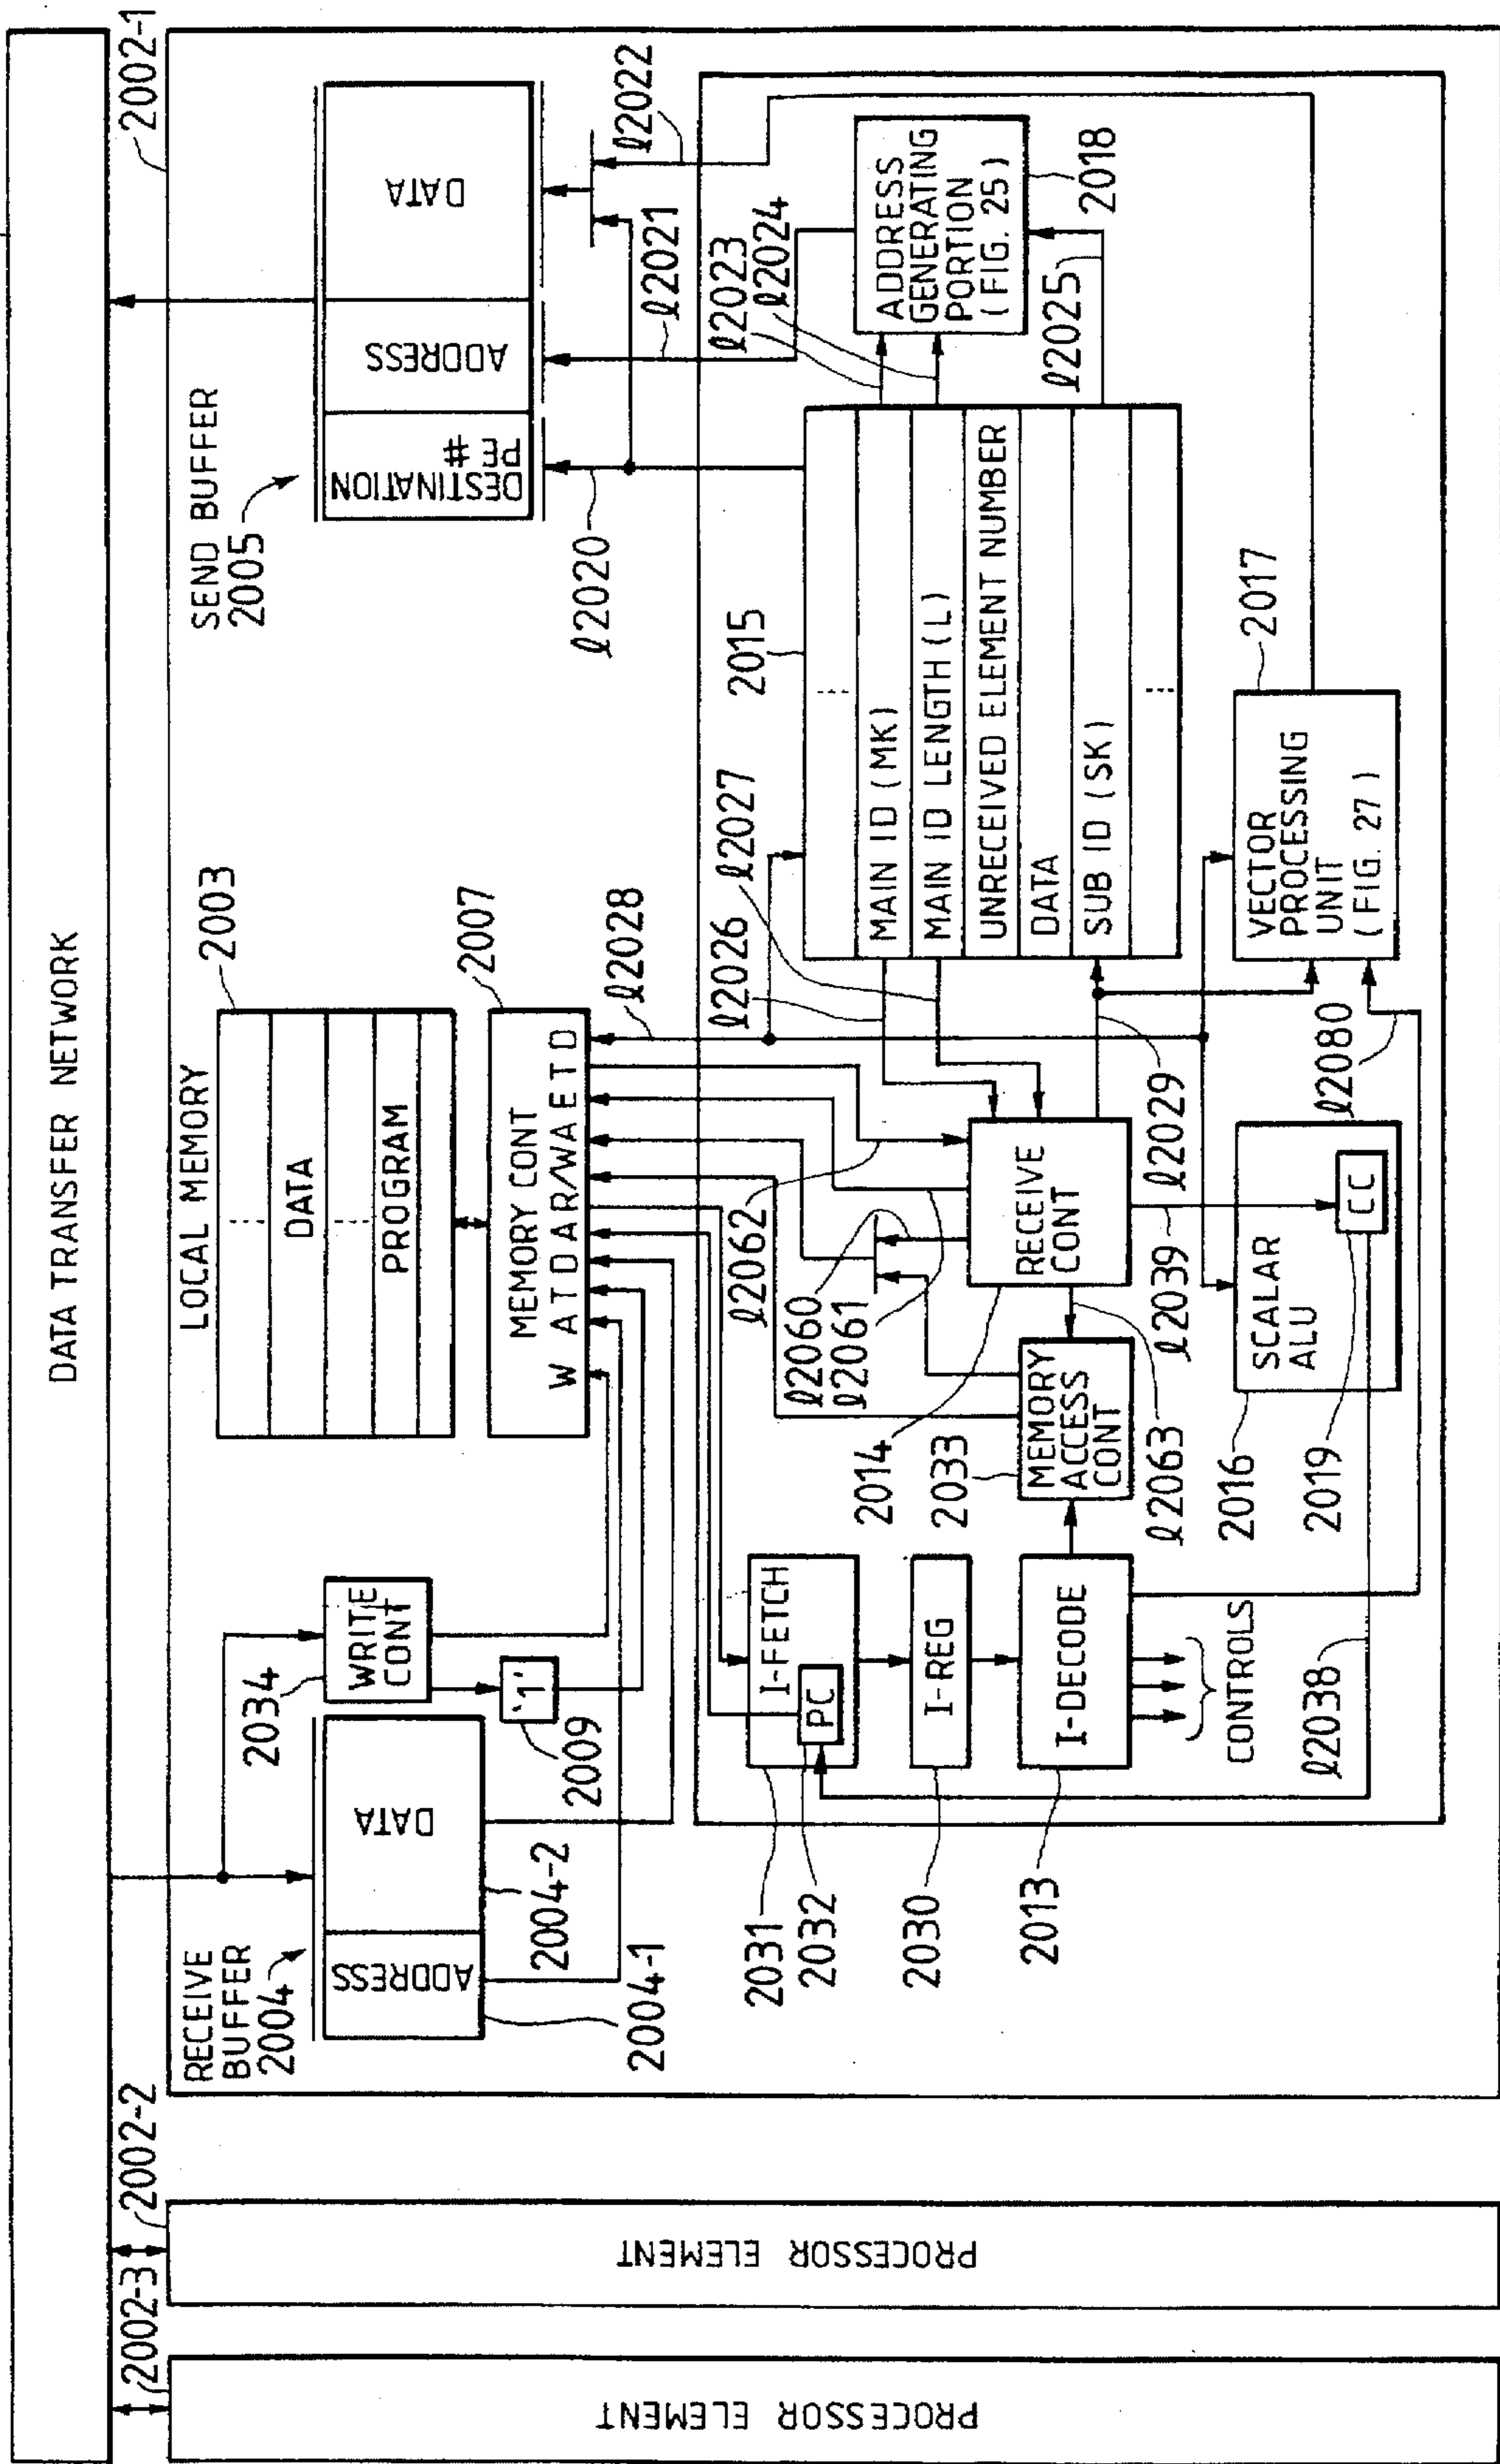 DATA TRANSFER NETWORK
2002-3
2002-2
2002-1
PROCESSOR ELEMENT
PROCESSOR ELEMENT
RECEIVE
BUFFER
2004
ADDRESS
DATA
2004-1
2004-2
2034
WRITE
CONT
'1'
2009
LOCAL MEMORY
2003
DATA
PROGRAM
MEMORY CONT
W A T D A R/W A E T D
2007
SEND BUFFER
2005
DESTINATION
PE #
ADDRESS
DATA
ℓ2020
ℓ2021
ℓ2022
ℓ2023
ℓ2024
ℓ2025
ℓ2026
ℓ2027
ℓ2028
ℓ2062
ℓ2060
ℓ2061
2031
I-FETCH
PC
2032
I-REG
2030
I-DECODE
2013
CONTROLS
MEMORY
ACCESS
CONT
2033
2014
RECEIVE
CONT
ℓ2063
ℓ2039
ℓ2029
ℓ2080
ℓ2038
SCALAR
ALU
CC
2016
2019
2015
MAIN ID (MK)
MAIN ID LENGTH (L)
UNRECEIVED ELEMENT NUMBER
DATA
SUB ID (SK)
ADDRESS
GENERATING
PORTION
(FIG. 25)
2018
VECTOR
PROCESSING
UNIT
(FIG. 27)
2017